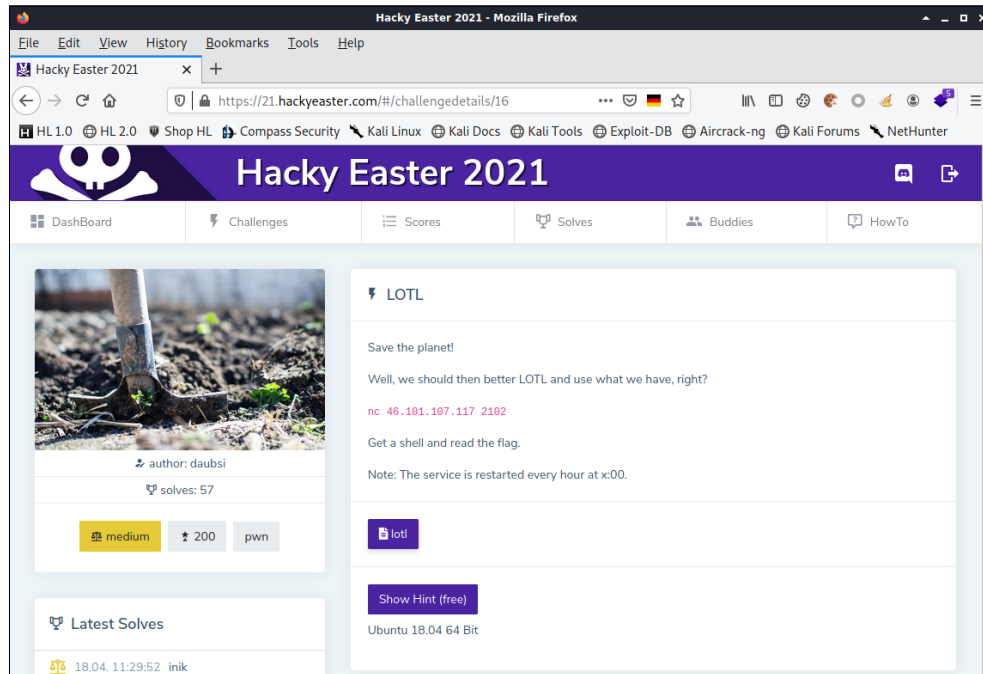 Hacky Easter 2021 - Mozilla Firefox
File Edit View History Bookmarks Tools Help
Hacky Easter 2021
https://21.hackyeaster.com/#/challengedetails/16
5
HL 1.0 HL 2.0 Shop HL Compass Security Kali Linux Kali Docs Kali Tools Exploit-DB Aircrack-ng Kali Forums NetHunter
Hacky Easter 2021
DashBoard Challenges Scores Solves Buddies HowTo
author: daubsi
solves: 57
medium 200 pwn
Latest Solves
18.04. 11:29:52 inik
LOTL
Save the planet!
Well, we should then better LOTL and use what we have, right?
nc 46.101.107.117 2102
Get a shell and read the flag.
Note: The service is restarted every hour at x:00.
lotl
Show Hint (free)
Ubuntu 18.04 64 Bit